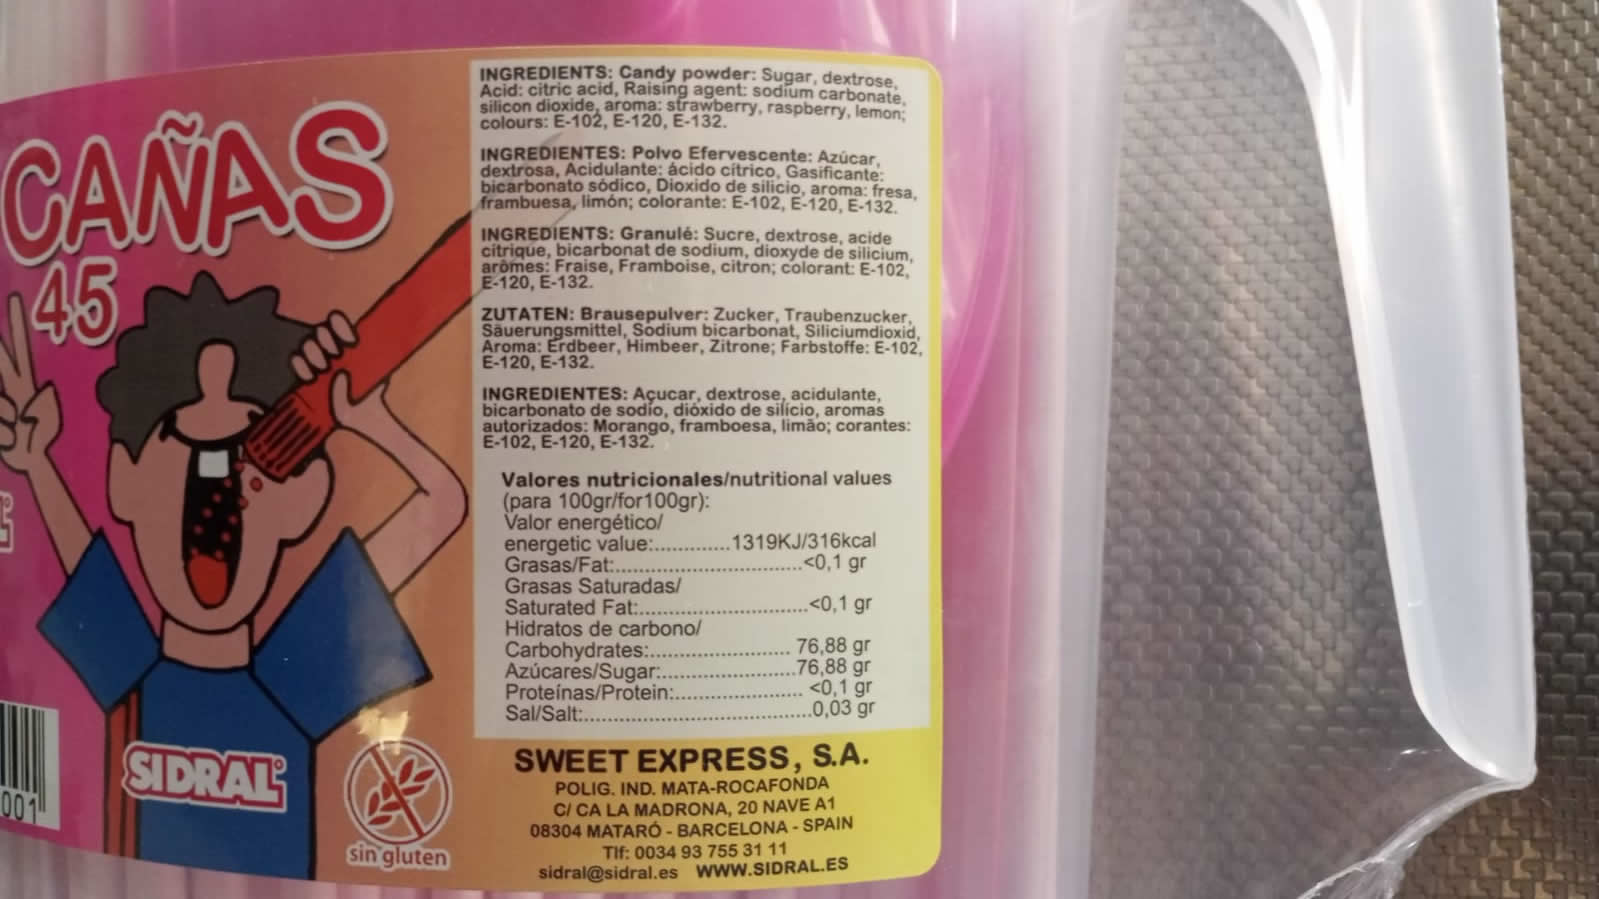 CAÑAS
45
SIDRAL
001
sin gluten
INGREDIENTS: Candy powder: Sugar, dextrose,
Acid: citric acid, Raising agent: sodium carbonate,
silicon dioxide, aroma: strawberry, raspberry, lemon;
colours: E-102, E-120, E-132.
INGREDIENTES: Polvo Efervescente: Azúcar,
dextrosa, Acidulante: ácido cítrico, Gasificante:
bicarbonato sódico, Dioxido de silicio, aroma: fresa,
frambuesa, limón; colorante: E-102, E-120, E-132.
INGREDIENTS: Granulé: Sucre, dextrose, acide
citrique, bicarbonat de sodium, dioxyde de silicium,
arômes: Fraise, Framboise, citron; colorant: E-102,
E-120, E-132.
ZUTATEN: Brausepulver: Zucker, Traubenzucker,
Säuerungsmittel, Sodium bicarbonat, Siliciumdioxid,
Aroma: Erdbeer, Himbeer, Zitrone; Farbstoffe: E-102,
E-120, E-132.
INGREDIENTES: Açucar, dextrose, acidulante,
bicarbonato de sodio, dióxido de silício, aromas
autorizados: Morango, framboesa, limão; corantes:
E-102, E-120, E-132.
Valores nutricionales/nutritional values
(para 100gr/for100gr):
Valor energético/
energetic value:..............1319KJ/316kcal
Grasas/Fat:.................................<0,1 gr
Grasas Saturadas/
Saturated Fat:..............................<0,1 gr
Hidratos de carbono/
Carbohydrates:......................... 76,88 gr
Azúcares/Sugar:........................76,88 gr
Proteínas/Protein:...................... <0,1 gr
Sal/Salt:.......................................0,03 gr
SWEET EXPRESS, S.A.
POLIG. IND. MATA-ROCAFONDA
C/ CA LA MADRONA, 20 NAVE A1
08304 MATARÓ - BARCELONA - SPAIN
Tlf: 0034 93 755 31 11
sidral@sidral.es WWW.SIDRAL.ES